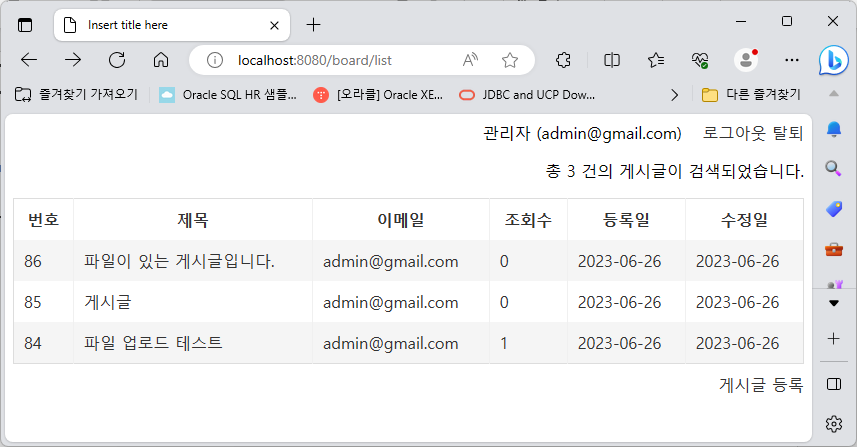 Insert title here
localhost:8080/board/list
즐겨찾기 가져오기 Oracle SQL HR 샘플... [오라클] Oracle XE... JDBC and UCP Dow... 다른 즐겨찾기
관리자 (admin@gmail.com) 로그아웃 탈퇴
총 3 건의 게시글이 검색되었습니다.
번호 제목 이메일 조회수 등록일 수정일
86 파일이 있는 게시글입니다. admin@gmail.com 0 2023-06-26 2023-06-26
85 게시글 admin@gmail.com 0 2023-06-26 2023-06-26
84 파일 업로드 테스트 admin@gmail.com 1 2023-06-26 2023-06-26
게시글 등록